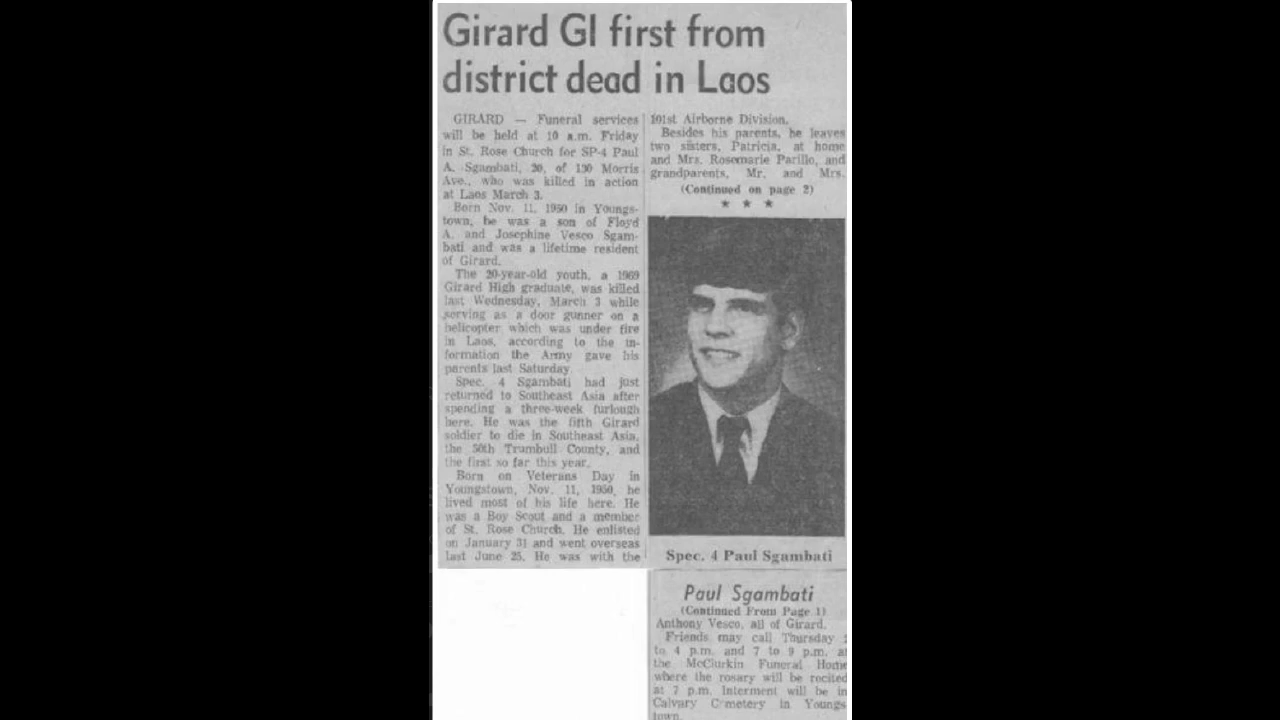 Girard GI first from
district dead in Laos
GIRARD — Funeral services
will be held at 10 a.m. Friday
in St. Rose Church for SP-4 Paul
A. Sgambati, 20, of 130 Morris
Ave., who was killed in action
at Laos March 3.
Born Nov. 11, 1950 in Youngs-
town, he was a son of Floyd
A. and Josephine Vesco Sgam-
bati and was a lifetime resident
of Girard.
The 20-year-old youth, a 1969
Girard High graduate, was killed
last Wednesday, March 3 while
serving as a door gunner on a
helicopter which was under fire
in Laos, according to the in-
formation the Army gave his
parents last Saturday.
Spec. 4 Sgambati had just
returned to Southeast Asia after
spending a three-week furlough
here. He was the fifth Girard
soldier to die in Southeast Asia,
the 50th Trumbull County, and
the first so far this year.
Born on Veterans Day in
Youngstown, Nov. 11, 1950, he
lived most of his life here. He
was a Boy Scout and a member
of St. Rose Church. He enlisted
on January 31 and went overseas
last June 25. He was with the
101st Airborne Division.
Besides his parents, he leaves
two sisters, Patricia, at home
and Mrs. Rosemarie Parillo, and
grandparents, Mr. and Mrs.
(Continued on page 2)
★ ★ ★
Spec. 4 Paul Sgambati
Paul Sgambati
(Continued From Page 1)
Anthony Vesco, all of Girard.
Friends may call Thursday 2
to 4 p.m. and 7 to 9 p.m. at
the McClurkin Funeral Home
where the rosary will be recited
at 7 p.m. Interment will be in
Calvary Cemetery in Youngs
town.